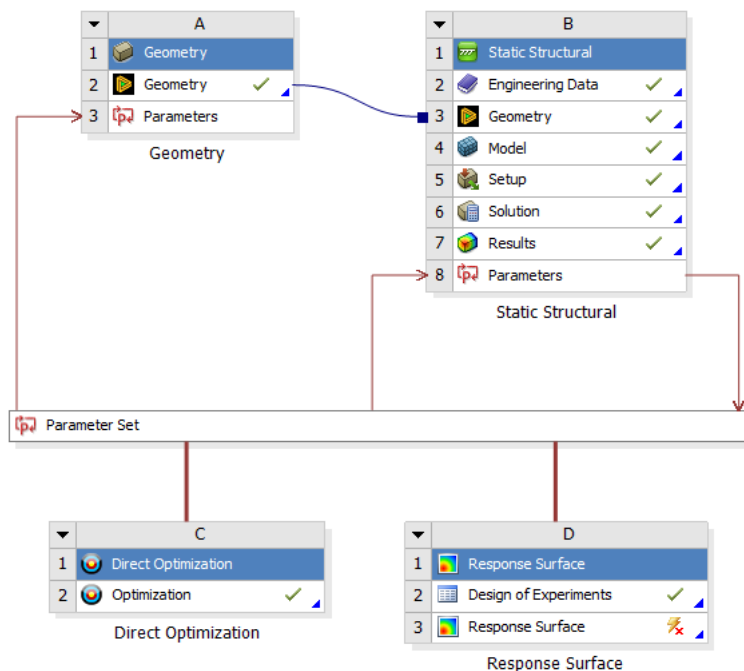 A
1 Geometry
2 Geometry
3 Parameters
Geometry
B
1 Static Structural
2 Engineering Data
3 Geometry
4 Model
5 Setup
6 Solution
7 Results
8 Parameters
Static Structural
Parameter Set
C
1 Direct Optimization
2 Optimization
Direct Optimization
D
1 Response Surface
2 Design of Experiments
3 Response Surface
Response Surface